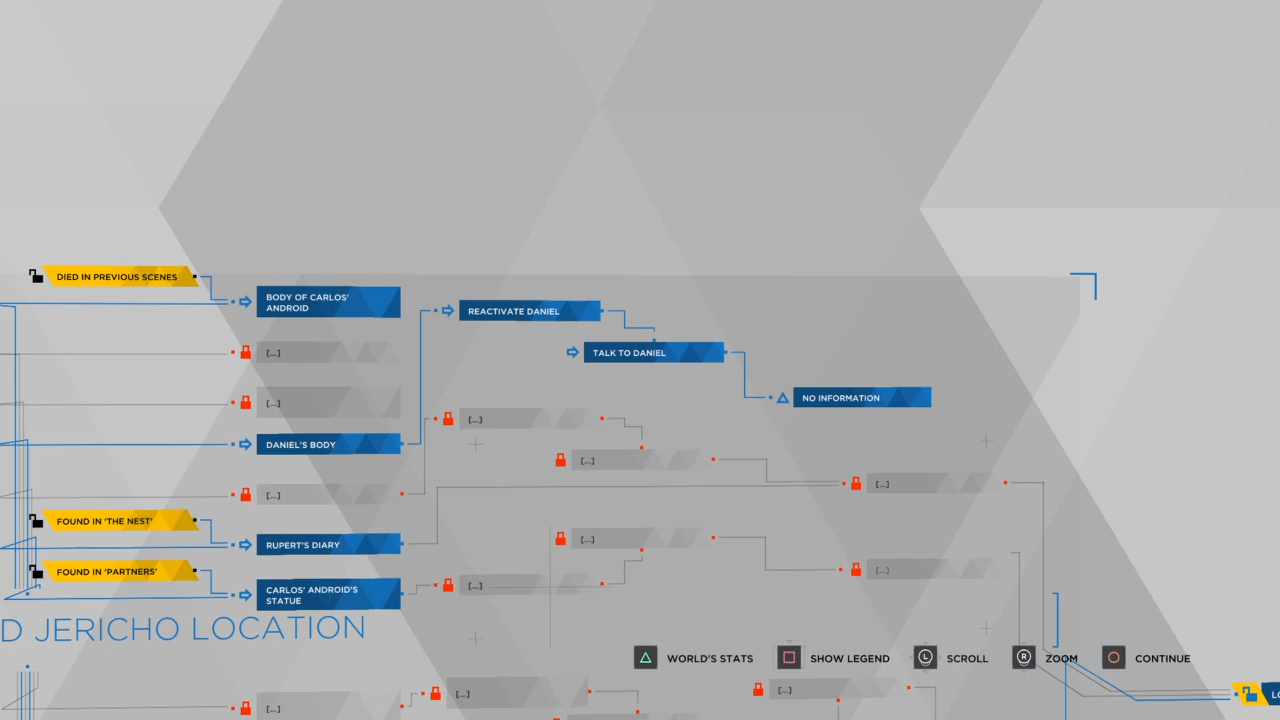 DIED IN PREVIOUS SCENES
BODY OF CARLOS'
ANDROID
REACTIVATE DANIEL
[...]
TALK TO DANIEL
[...]
NO INFORMATION
[...]
DANIEL'S BODY
[...]
[...]
[...]
FOUND IN 'THE NEST'
RUPERT'S DIARY
[...]
FOUND IN 'PARTNERS'
[...]
CARLOS' ANDROID'S
STATUE
[...]
D JERICHO LOCATION
WORLD'S STATS
SHOW LEGEND
L
SCROLL
R
ZOOM
CONTINUE
[...]
[...]
[...]
LO